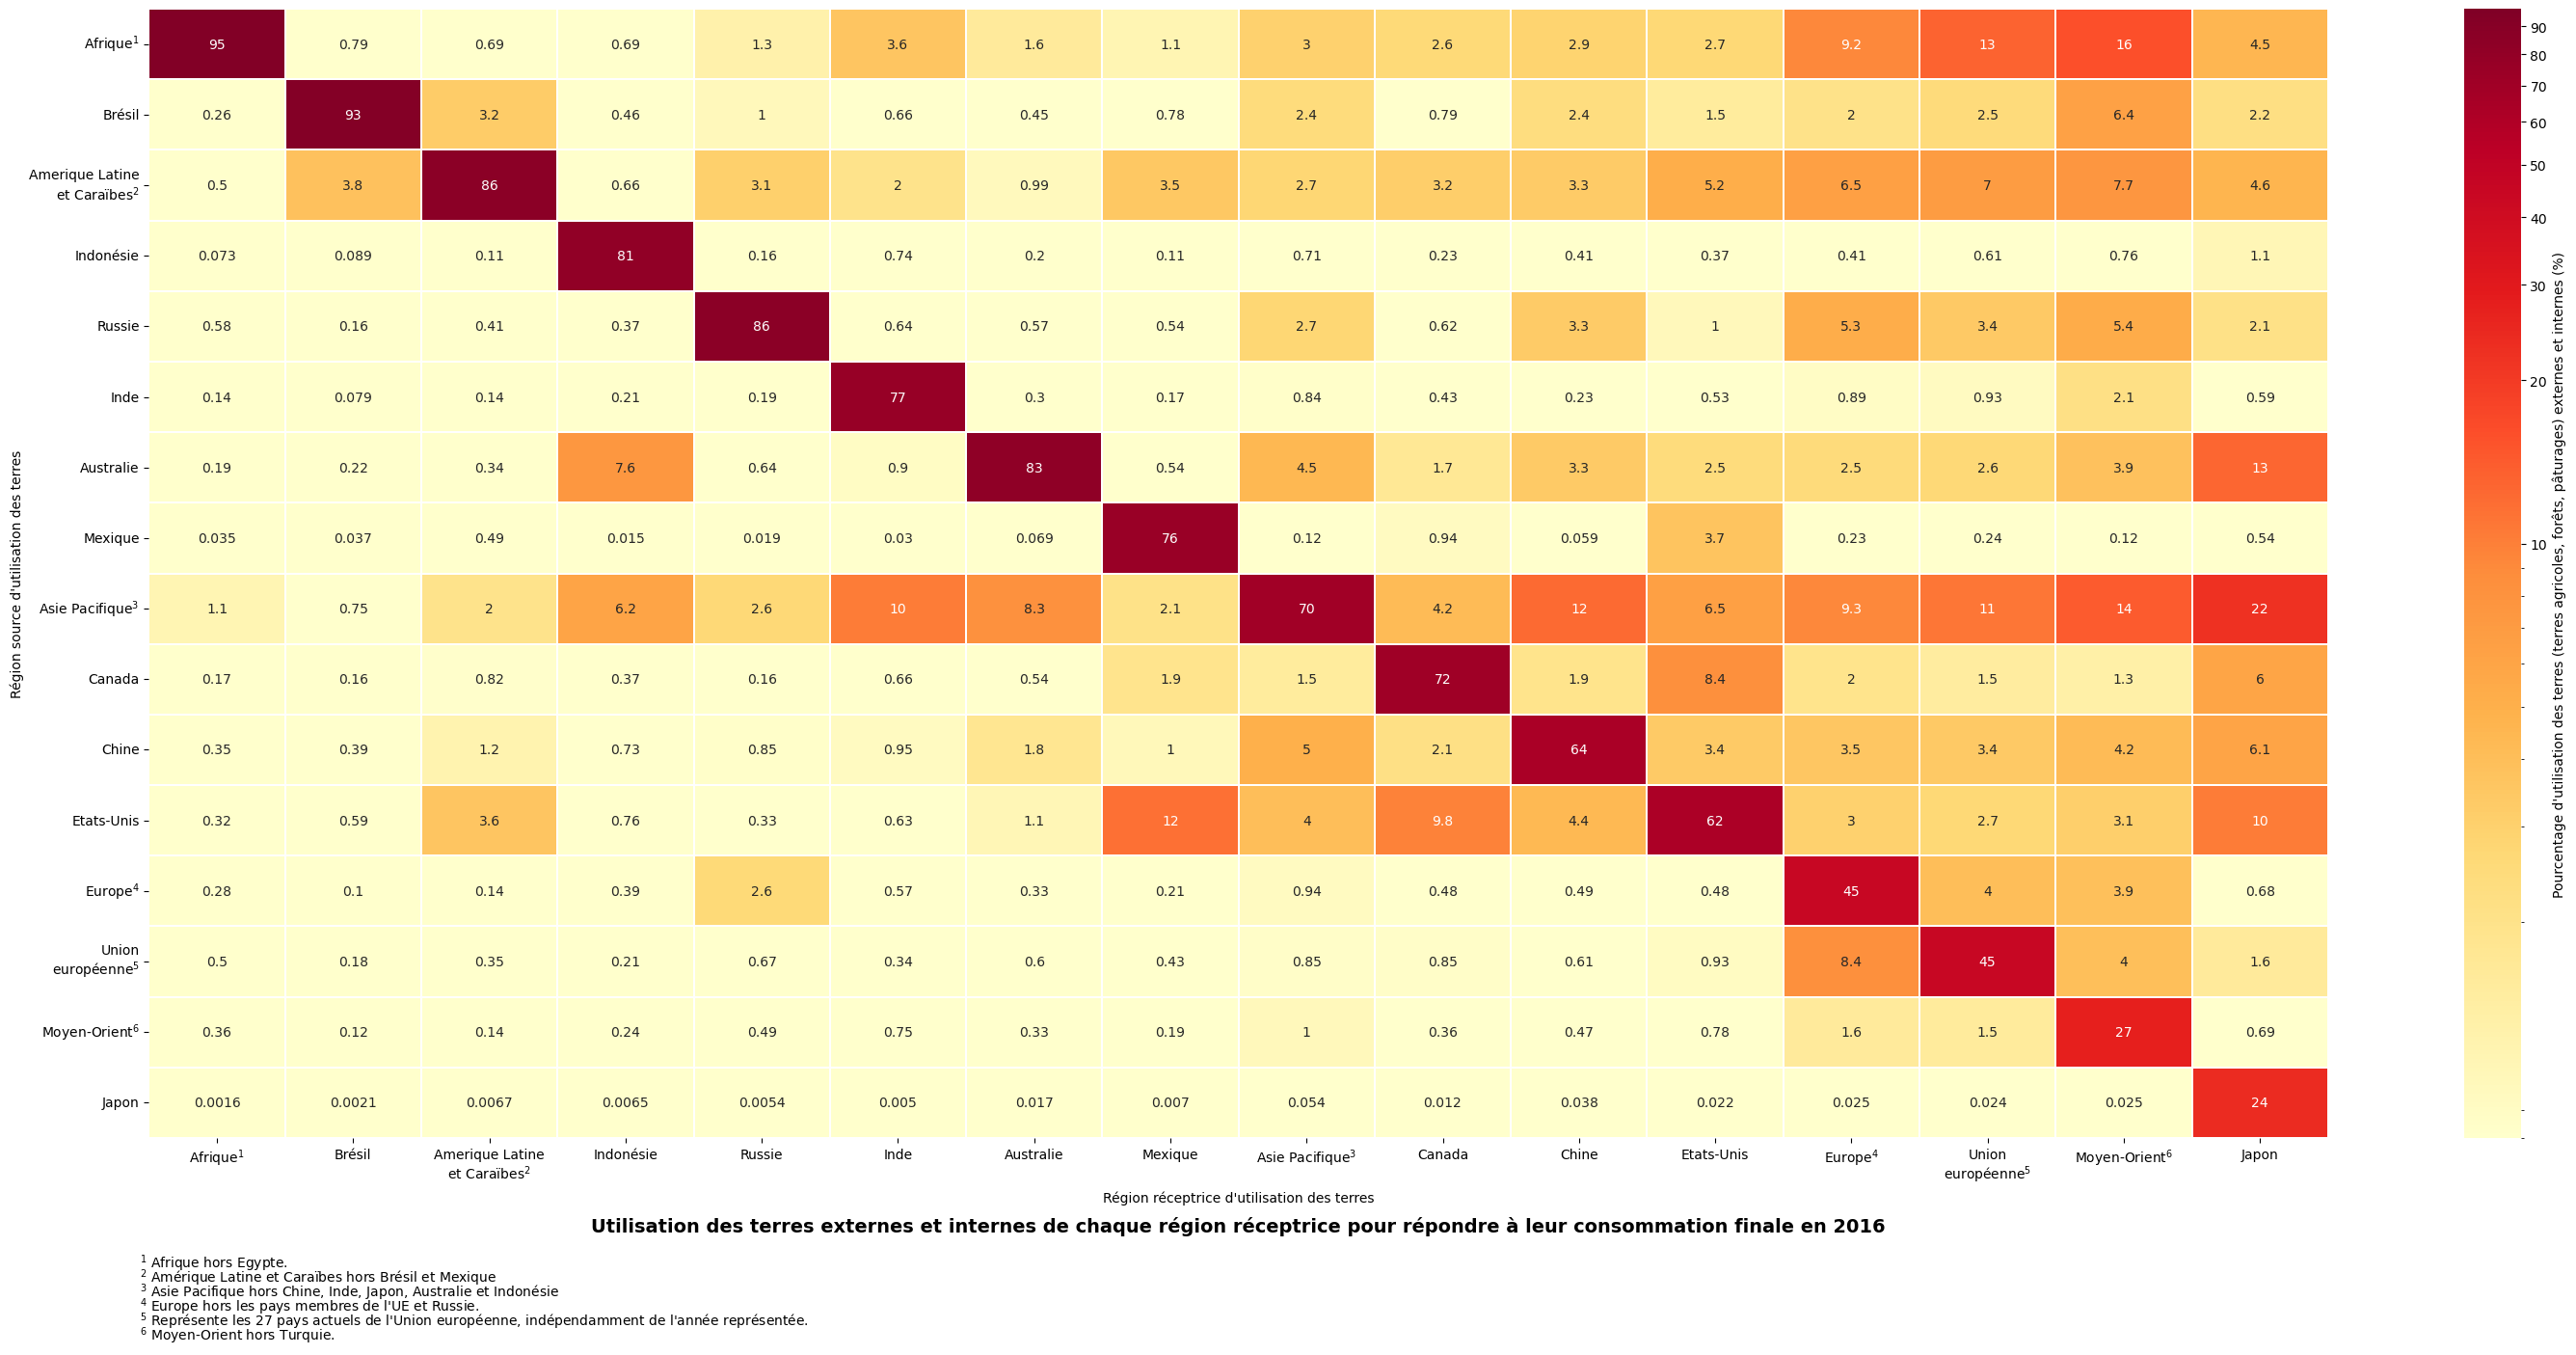 Afrique¹ 95 0.79 0.69 0.69 1.3 3.6 1.6 1.1 3 2.6 2.9 2.7 9.2 13 16 4.5
Brésil 0.26 93 3.2 0.46 1 0.66 0.45 0.78 2.4 0.79 2.4 1.5 2 2.5 6.4 2.2
Amerique Latine
et Caraïbes² 0.5 3.8 86 0.66 3.1 2 0.99 3.5 2.7 3.2 3.3 5.2 6.5 7 7.7 4.6
Indonésie 0.073 0.089 0.11 81 0.16 0.74 0.2 0.11 0.71 0.23 0.41 0.37 0.41 0.61 0.76 1.1
Russie 0.58 0.16 0.41 0.37 86 0.64 0.57 0.54 2.7 0.62 3.3 1 5.3 3.4 5.4 2.1
Inde 0.14 0.079 0.14 0.21 0.19 77 0.3 0.17 0.84 0.43 0.23 0.53 0.89 0.93 2.1 0.59
Australie 0.19 0.22 0.34 7.6 0.64 0.9 83 0.54 4.5 1.7 3.3 2.5 2.5 2.6 3.9 13
Mexique 0.035 0.037 0.49 0.015 0.019 0.03 0.069 76 0.12 0.94 0.059 3.7 0.23 0.24 0.12 0.54
Asie Pacifique³ 1.1 0.75 2 6.2 2.6 10 8.3 2.1 70 4.2 12 6.5 9.3 11 14 22
Canada 0.17 0.16 0.82 0.37 0.16 0.66 0.54 1.9 1.5 72 1.9 8.4 2 1.5 1.3 6
Chine 0.35 0.39 1.2 0.73 0.85 0.95 1.8 1 5 2.1 64 3.4 3.5 3.4 4.2 6.1
Etats-Unis 0.32 0.59 3.6 0.76 0.33 0.63 1.1 12 4 9.8 4.4 62 3 2.7 3.1 10
Europe⁴ 0.28 0.1 0.14 0.39 2.6 0.57 0.33 0.21 0.94 0.48 0.49 0.48 45 4 3.9 0.68
Union
européenne⁵ 0.5 0.18 0.35 0.21 0.67 0.34 0.6 0.43 0.85 0.85 0.61 0.93 8.4 45 4 1.6
Moyen-Orient⁶ 0.36 0.12 0.14 0.24 0.49 0.75 0.33 0.19 1 0.36 0.47 0.78 1.6 1.5 27 0.69
Japon 0.0016 0.0021 0.0067 0.0065 0.0054 0.005 0.017 0.007 0.054 0.012 0.038 0.022 0.025 0.024 0.025 24
Région source d'utilisation des terres
Afrique¹ Brésil Amerique Latine Indonésie Russie Inde Australie Mexique Asie Pacifique³ Canada Chine Etats-Unis Europe⁴ Union Moyen-Orient⁶ Japon
et Caraïbes² européenne⁵
Région réceptrice d'utilisation des terres
90
80
70
60
50
40
30
20
10
Pourcentage d'utilisation des terres (terres agricoles, forêts, pâturages) externes et internes (%)
Utilisation des terres externes et internes de chaque région réceptrice pour répondre à leur consommation finale en 2016
¹ Afrique hors Egypte.
² Amérique Latine et Caraïbes hors Brésil et Mexique
³ Asie Pacifique hors Chine, Inde, Japon, Australie et Indonésie
⁴ Europe hors les pays membres de l'UE et Russie.
⁵ Représente les 27 pays actuels de l'Union européenne, indépendamment de l'année représentée.
⁶ Moyen-Orient hors Turquie.